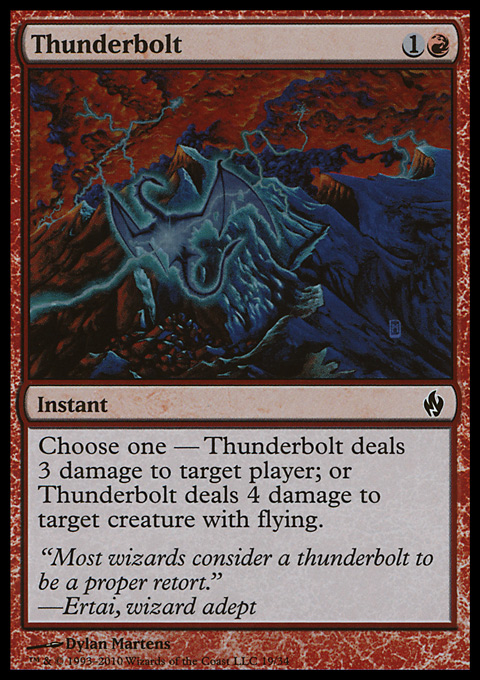 Thunderbolt 1
Instant
Choose one — Thunderbolt deals
3 damage to target player; or
Thunderbolt deals 4 damage to
target creature with flying.
“Most wizards consider a thunderbolt to
be a proper retort.”
—Ertai, wizard adept
Dylan Martens
™ & © 1993–2010 Wizards of the Coast LLC 19/34